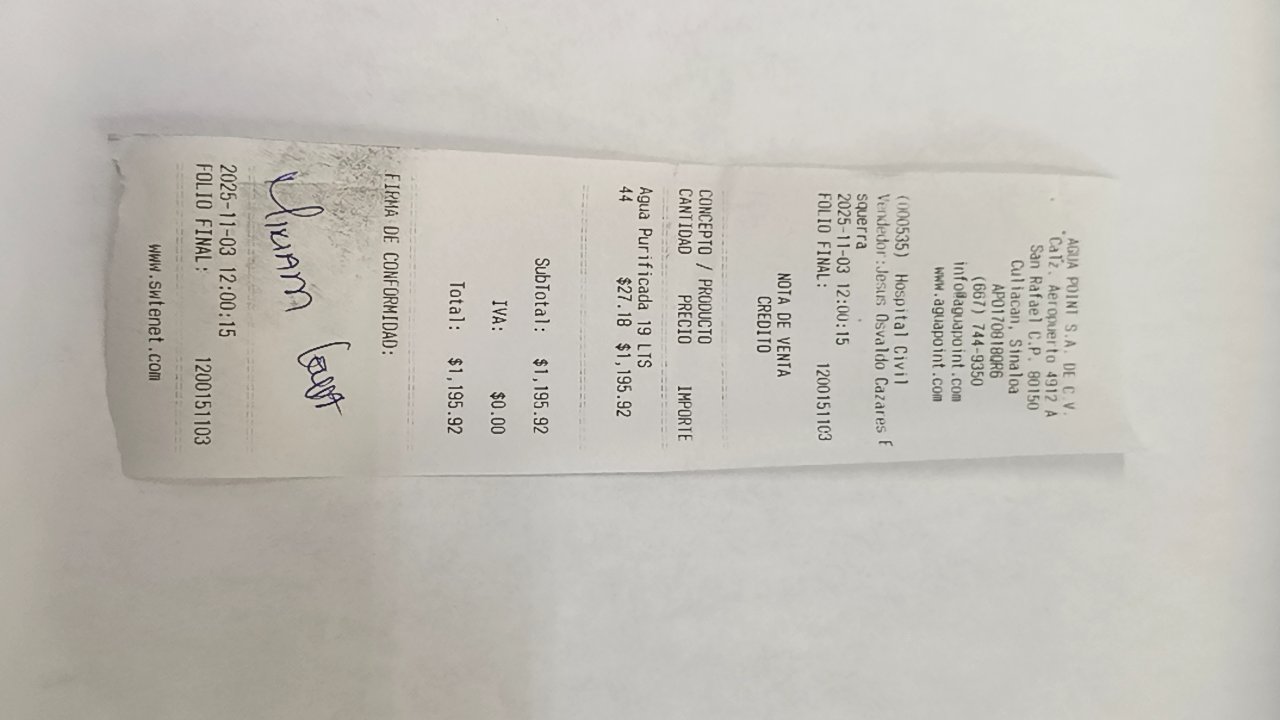 AGUA POINT S.A. DE C.V.
Calz. Aeropuerto 4912 A
San Rafael C.P. 80150
Culiacan, Sinaloa
APO170818QR6
(667) 744-9350
info@aguapoint.com
www.aguapoint.com
(000535) Hospital Civil
Vendedor:Jesus Osvaldo Cazares E
squerra
2025-11-03 12:00:15
FOLIO FINAL: 1200151103
NOTA DE VENTA
CREDITO
CONCEPTO / PRODUCTO
CANTIDAD PRECIO IMPORTE
Agua Purificada 19 LTS
44 $27.18 $1,195.92
SubTotal: $1,195.92
IVA: $0.00
Total: $1,195.92
FIRMA DE CONFORMIDAD:
Miriam
2025-11-03 12:00:15
FOLIO FINAL: 1200151103
www.swtenet.com